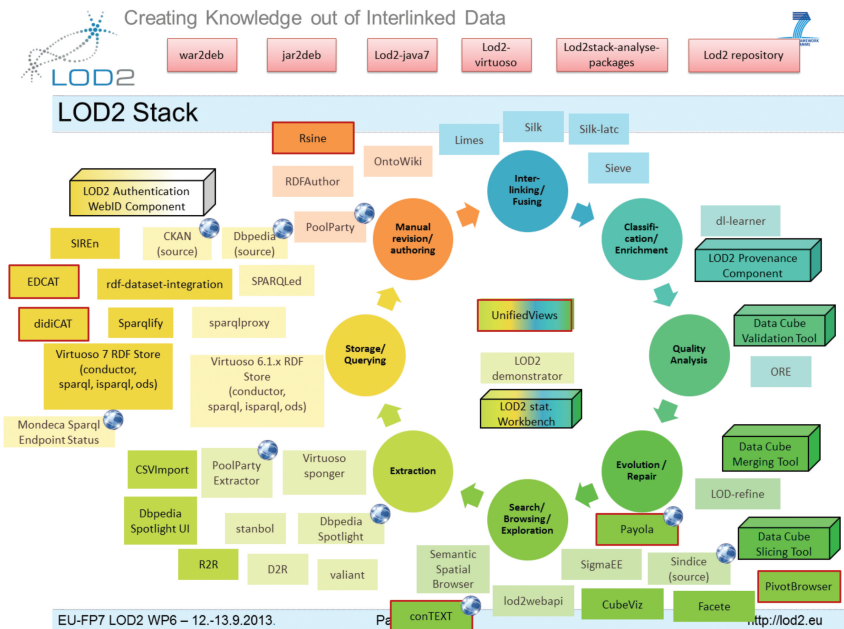 Creating Knowledge out of Interlinked Data
LOD2
war2deb
jar2deb
Lod2-java7
Lod2-
virtuoso
Lod2stack-analyse-
packages
Lod2 repository
LOD2 Stack
Rsine
Limes
Silk
Silk-latc
Sieve
OntoWiki
RDFAuthor
PoolParty
LOD2 Authentication
WebID Component
SIREn
CKAN
(source)
Dbpedia
(source)
EDCAT
rdf-dataset-integration
SPARQLed
didiCAT
Sparqlify
sparqlproxy
Virtuoso 7 RDF Store
(conductor,
sparql, isparql, ods)
Virtuoso 6.1.x RDF
Store
(conductor,
sparql, isparql, ods)
Mondeca Sparql
Endpoint Status
Manual
revision/
authoring
Inter-
linking/
Fusing
Classifi-
cation/
Enrichment
dl-learner
LOD2 Provenance
Component
UnifiedViews
LOD2
demonstrator
LOD2 stat.
Workbench
Storage/
Querying
Quality
Analysis
Data Cube
Validation Tool
ORE
Extraction
Search/
Browsing/
Exploration
Evolution /
Repair
Data Cube
Merging Tool
LOD-refine
CSVImport
PoolParty
Extractor
Virtuoso
sponger
Dbpedia
Spotlight UI
stanbol
Dbpedia
Spotlight
R2R
D2R
valiant
Payola
Data Cube
Slicing Tool
Semantic
Spatial
Browser
SigmaEE
Sindice
(source)
PivotBrowser
lod2webapi
conTEXT
CubeViz
Facete
EU-FP7 LOD2 WP6 – 12.-13.9.2013
Pa
http://lod2.eu